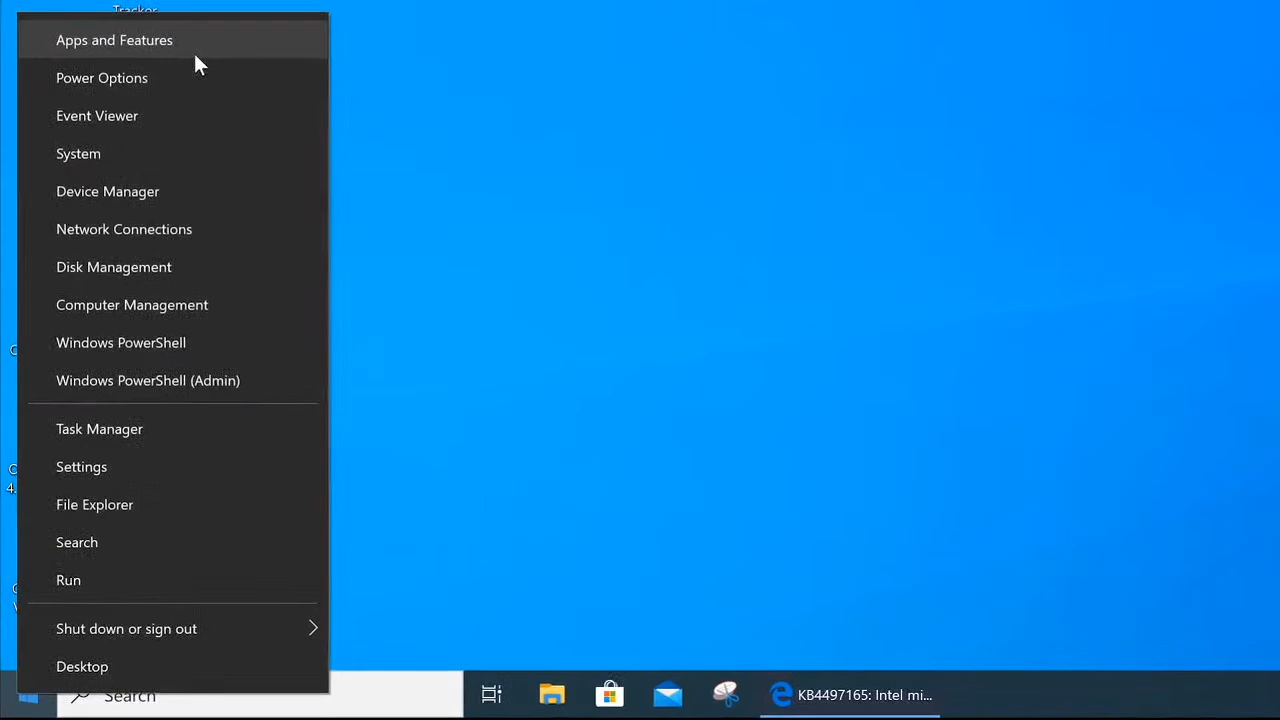 Tracker
Apps and Features
Power Options
Event Viewer
System
Device Manager
Network Connections
Disk Management
Computer Management
Windows PowerShell
Windows PowerShell (Admin)
Task Manager
Settings
File Explorer
Search
Run
Shut down or sign out
Desktop
Search
KB4497165: Intel mi...